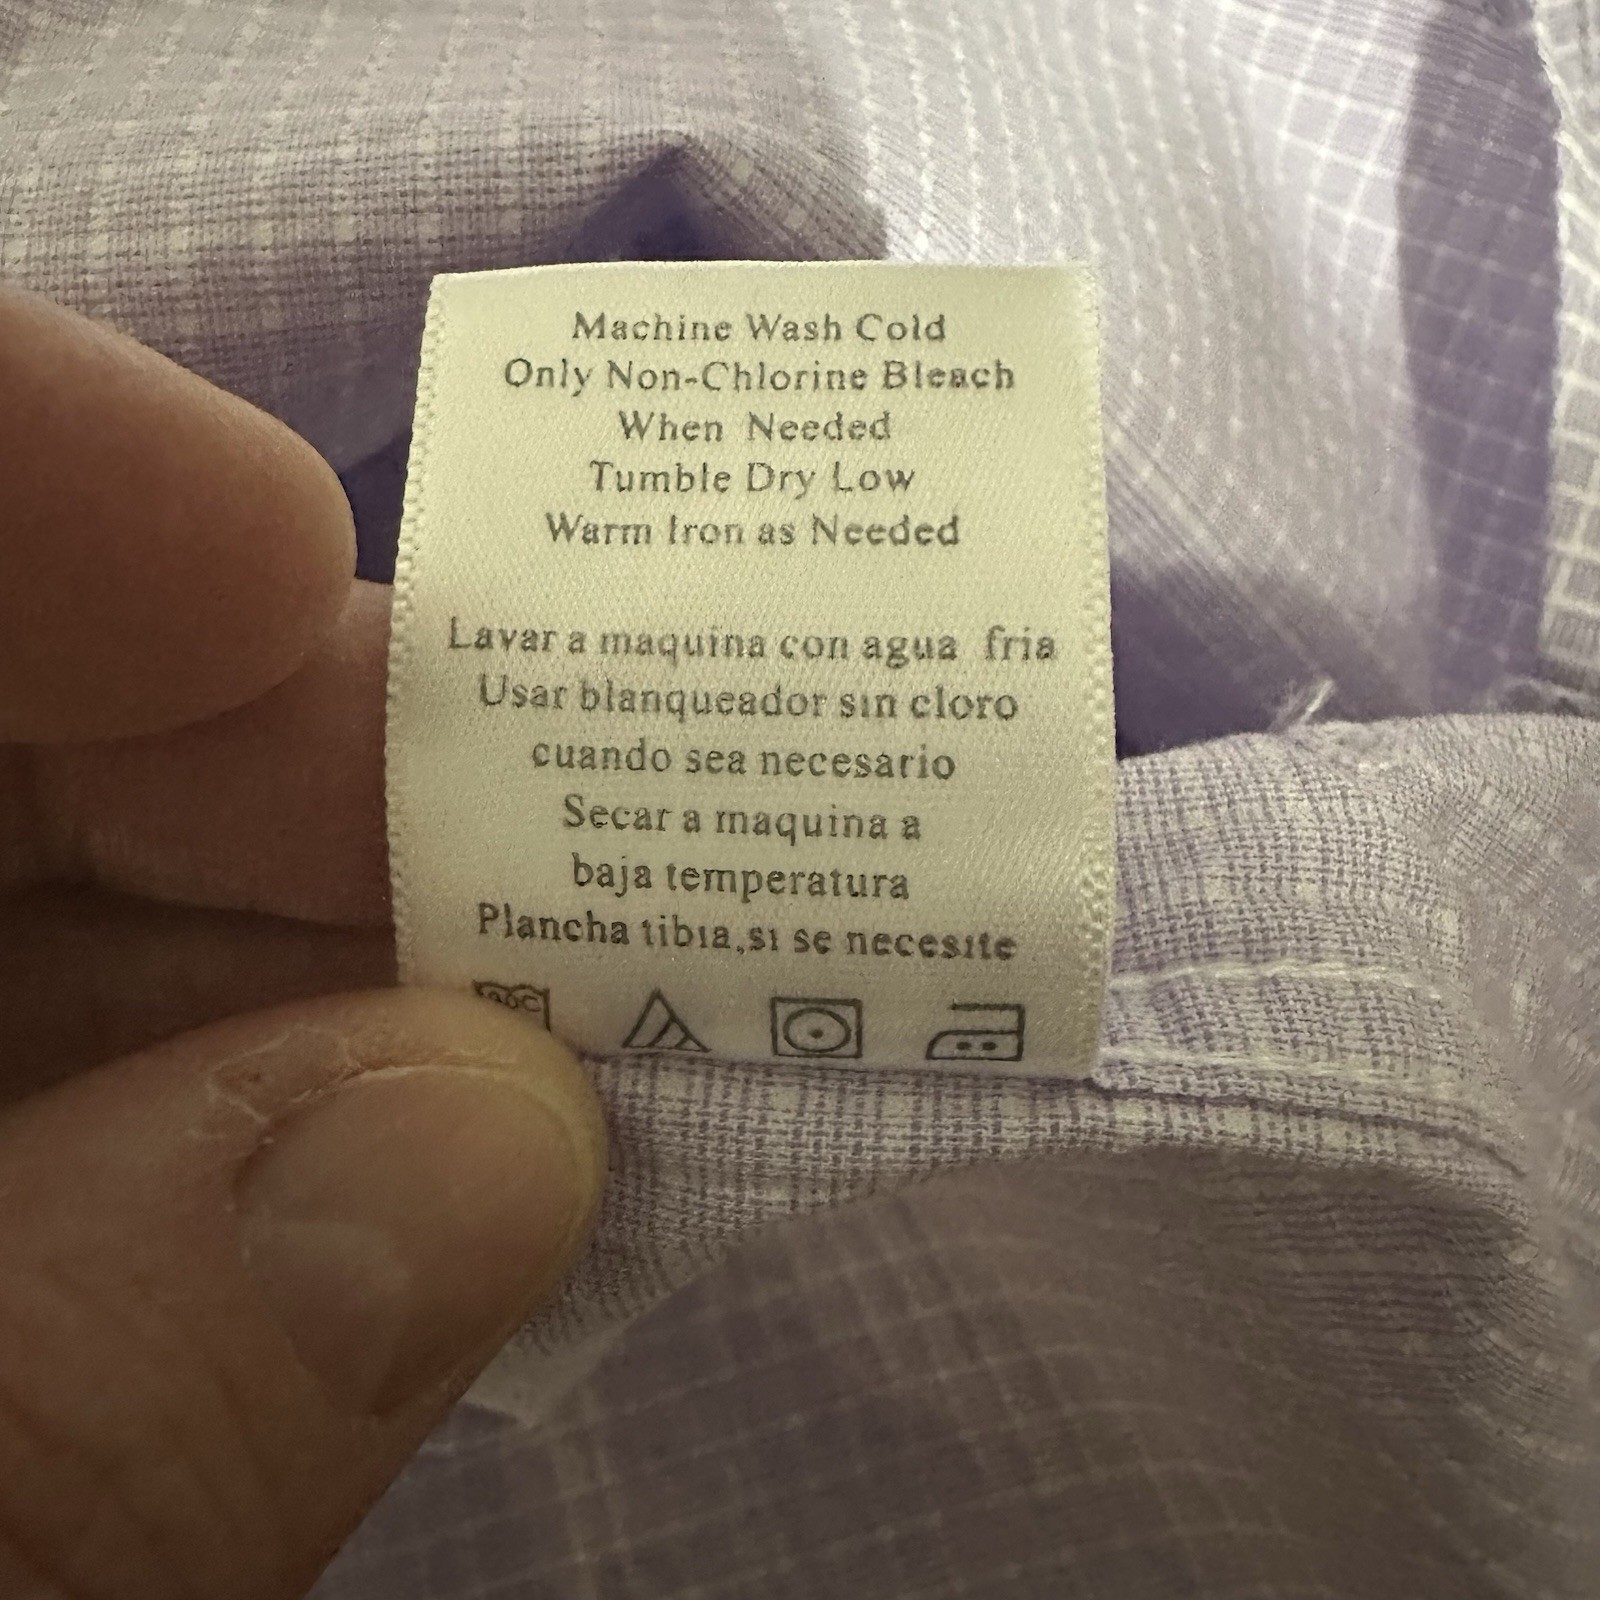 Machine Wash Cold
Only Non-Chlorine Bleach
When Needed
Tumble Dry Low
Warm Iron as Needed
Lavar a maquina con agua fria
Usar blanqueador sin cloro
cuando sea necesario
Secar a maquina a
baja temperatura
Plancha tibia,si se necesite